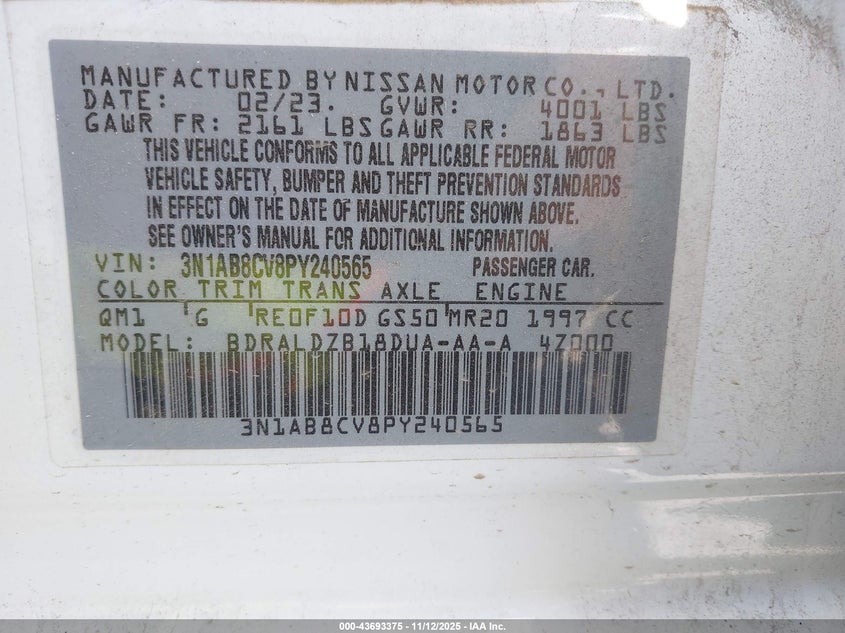 MANUFACTURED BY NISSAN MOTOR CO., LTD.
DATE: 02/23. GVWR: 4001 LBS
GAWR FR: 2161 LBS GAWR RR: 1863 LBS
THIS VEHICLE CONFORMS TO ALL APPLICABLE FEDERAL MOTOR
VEHICLE SAFETY, BUMPER AND THEFT PREVENTION STANDARDS
IN EFFECT ON THE DATE OF MANUFACTURE SHOWN ABOVE.
SEE OWNER'S MANUAL FOR ADDITIONAL INFORMATION.
VIN: 3N1AB8CV8PY240565 PASSENGER CAR.
COLOR TRIM TRANS AXLE ENGINE
QM1 'G 'RE0F10D GS50 'MR20 1997 CC
MODEL: BDRALDZB18DUA-AA-A 4Z000
3N1AB8CV8PY240565
000-43693375 - 11/12/2025 - IAA Inc.